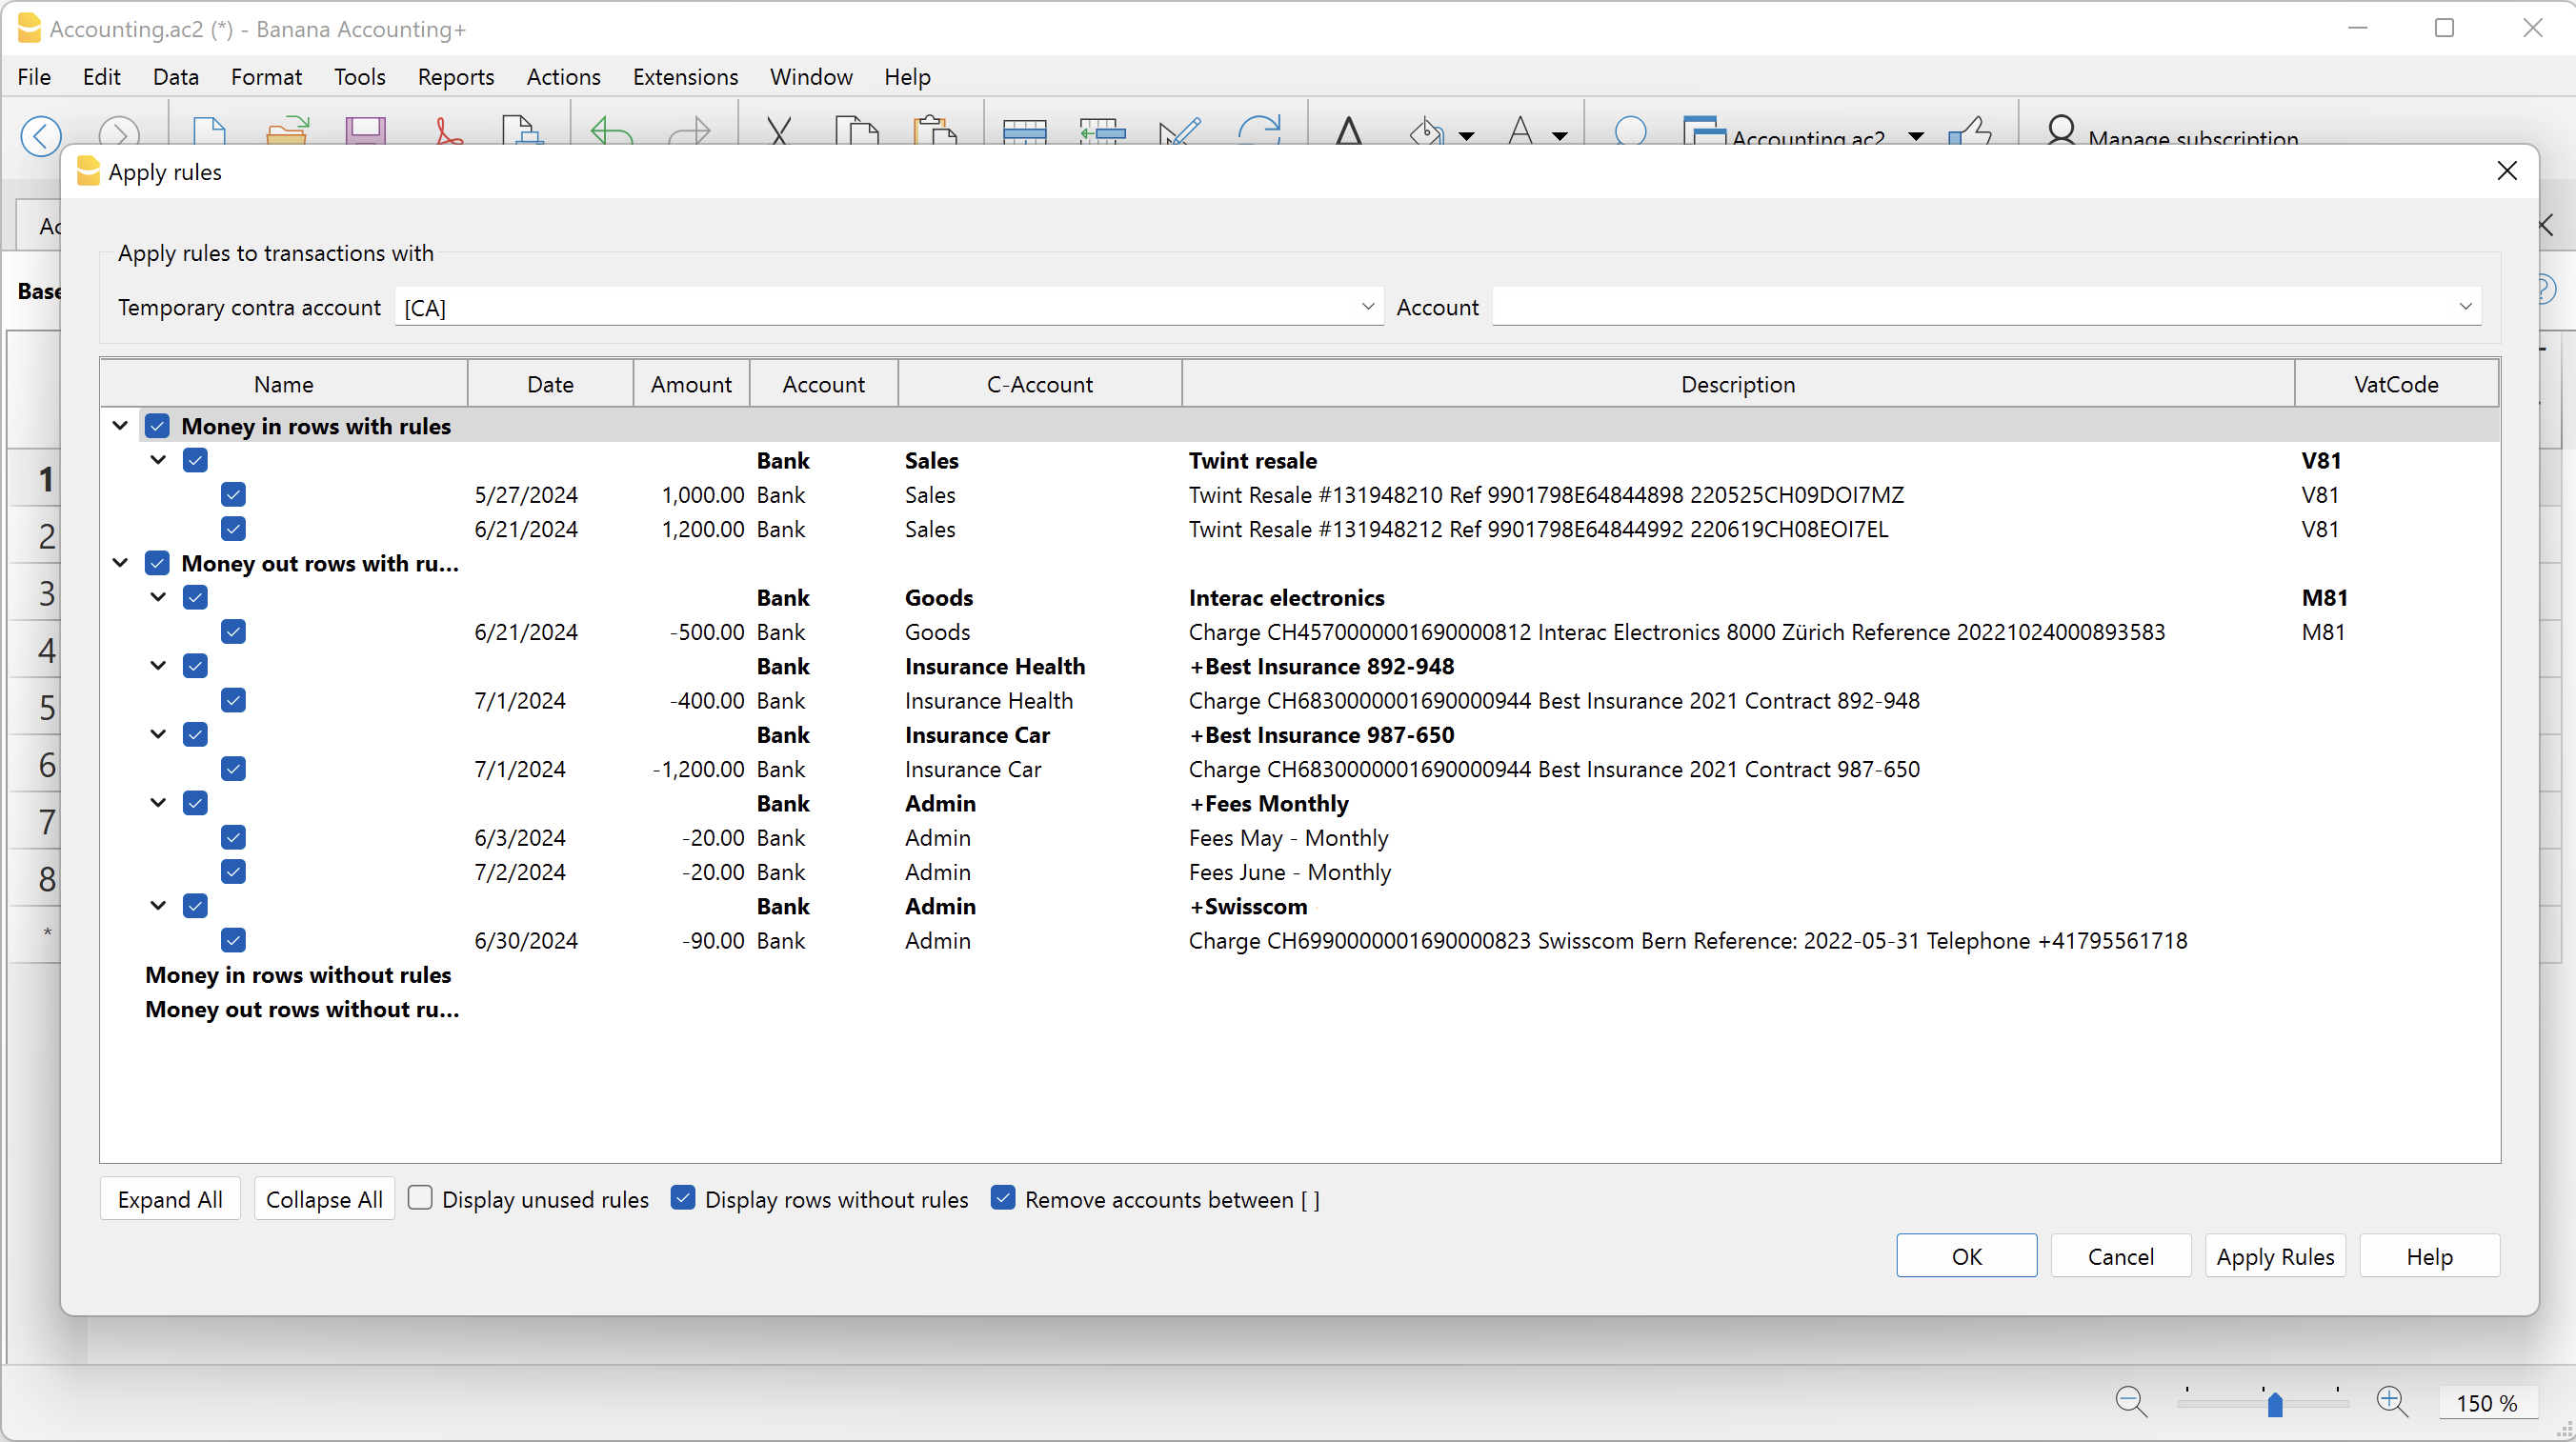 Accounting.ac2 (*) - Banana Accounting+
File Edit Data Format Tools Reports Actions Extensions Window Help
Accounting.ac2 Manage subscription
Apply rules
Apply rules to transactions with
Base
Temporary contra account [CA] Account
Name Date Amount Account C-Account Description VatCode
Money in rows with rules
Bank Sales Twint resale V81
1 5/27/2024 1,000.00 Bank Sales Twint Resale #131948210 Ref 9901798E64844898 220525CH09DOI7MZ V81
2 6/21/2024 1,200.00 Bank Sales Twint Resale #131948212 Ref 9901798E64844992 220619CH08EOI7EL V81
Money out rows with ru...
3 Bank Goods Interac electronics M81
6/21/2024 -500.00 Bank Goods Charge CH4570000001690000812 Interac Electronics 8000 Zürich Reference 20221024000893583 M81
4 Bank Insurance Health +Best Insurance 892-948
5 7/1/2024 -400.00 Bank Insurance Health Charge CH6830000001690000944 Best Insurance 2021 Contract 892-948
Bank Insurance Car +Best Insurance 987-650
6 7/1/2024 -1,200.00 Bank Insurance Car Charge CH6830000001690000944 Best Insurance 2021 Contract 987-650
Bank Admin +Fees Monthly
7 6/3/2024 -20.00 Bank Admin Fees May - Monthly
8 7/2/2024 -20.00 Bank Admin Fees June - Monthly
Bank Admin +Swisscom
* 6/30/2024 -90.00 Bank Admin Charge CH6990000001690000823 Swisscom Bern Reference: 2022-05-31 Telephone +41795561718
Money in rows without rules
Money out rows without ru...
Expand All Collapse All Display unused rules Display rows without rules Remove accounts between [ ]
OK Cancel Apply Rules Help
150 %